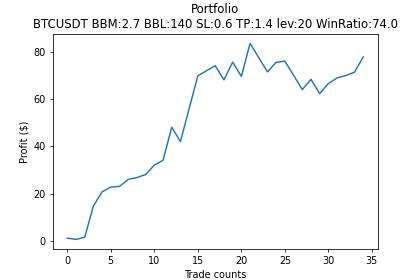 Portfolio
BTCUSDT BBM:2.7 BBL:140 SL:0.6 TP:1.4 lev:20 WinRatio:74.0
80
60
40
20
0
Profit ($)
0 5 10 15 20 25 30 35
Trade counts